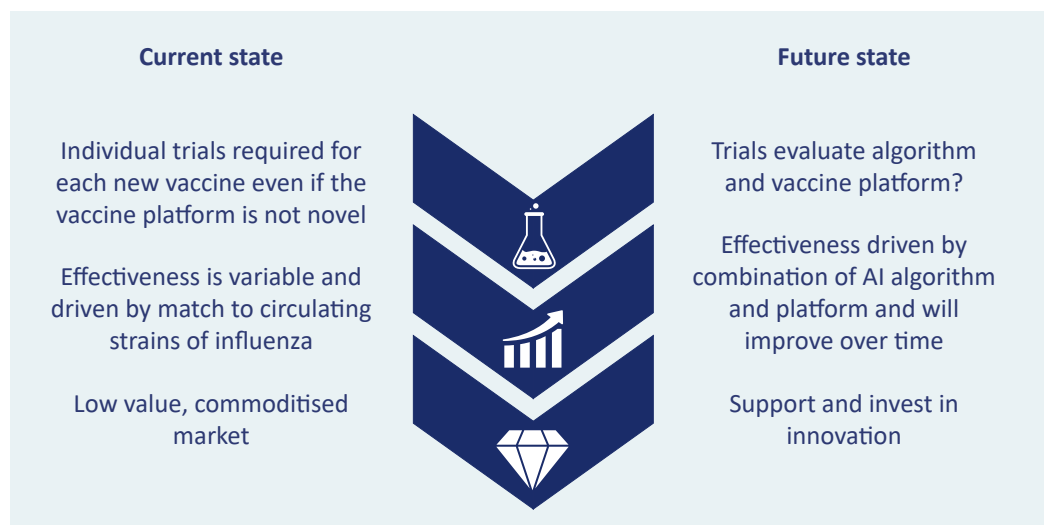 Current state
Individual trials required for
each new vaccine even if the
vaccine platform is not novel
Effectiveness is variable and
driven by match to circulating
strains of influenza
Low value, commoditised
market
Future state
Trials evaluate algorithm
and vaccine platform?
Effectiveness driven by
combination of AI algorithm
and platform and will
improve over time
Support and invest in
innovation